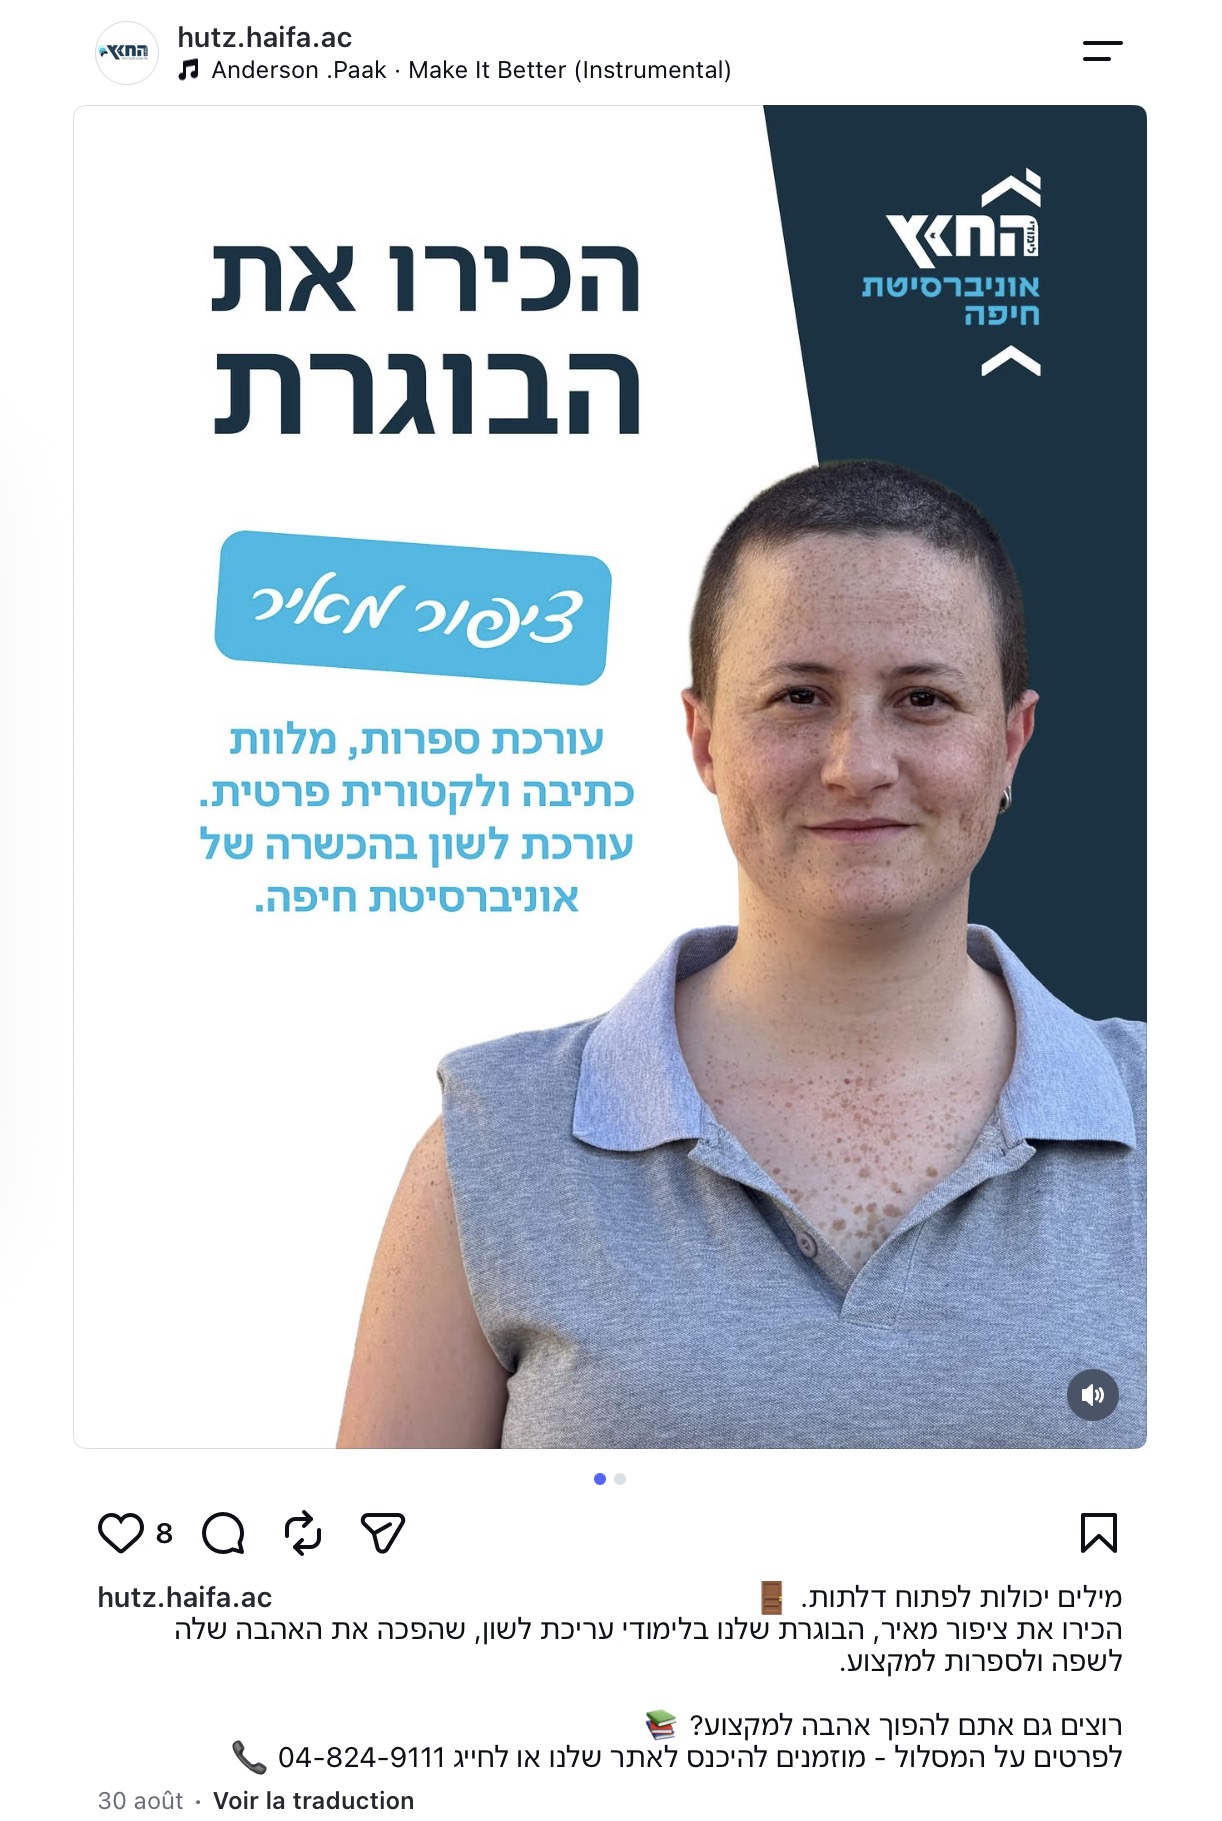 hutz.haifa.ac
Anderson .Paak · Make It Better (Instrumental)
לימודי
החוץ
אוניברסיטת
חיפה
הכירו את
הבוגרת
ציפור מאיר
עורכת ספרות, מלוות
כתיבה ולקטורית פרטית.
עורכת לשון בהכשרה של
אוניברסיטת חיפה.
8
hutz.haifa.ac
מילים יכולות לפתוח דלתות. 🚪
הכירו את ציפור מאיר, הבוגרת שלנו בלימודי עריכת לשון, שהפכה את האהבה שלה
לשפה ולספרות למקצוע.
רוצים גם אתם להפוך אהבה למקצוע? 📚
לפרטים על המסלול - מוזמנים להיכנס לאתר שלנו או לחייג 04-824-9111 📞
30 août · Voir la traduction